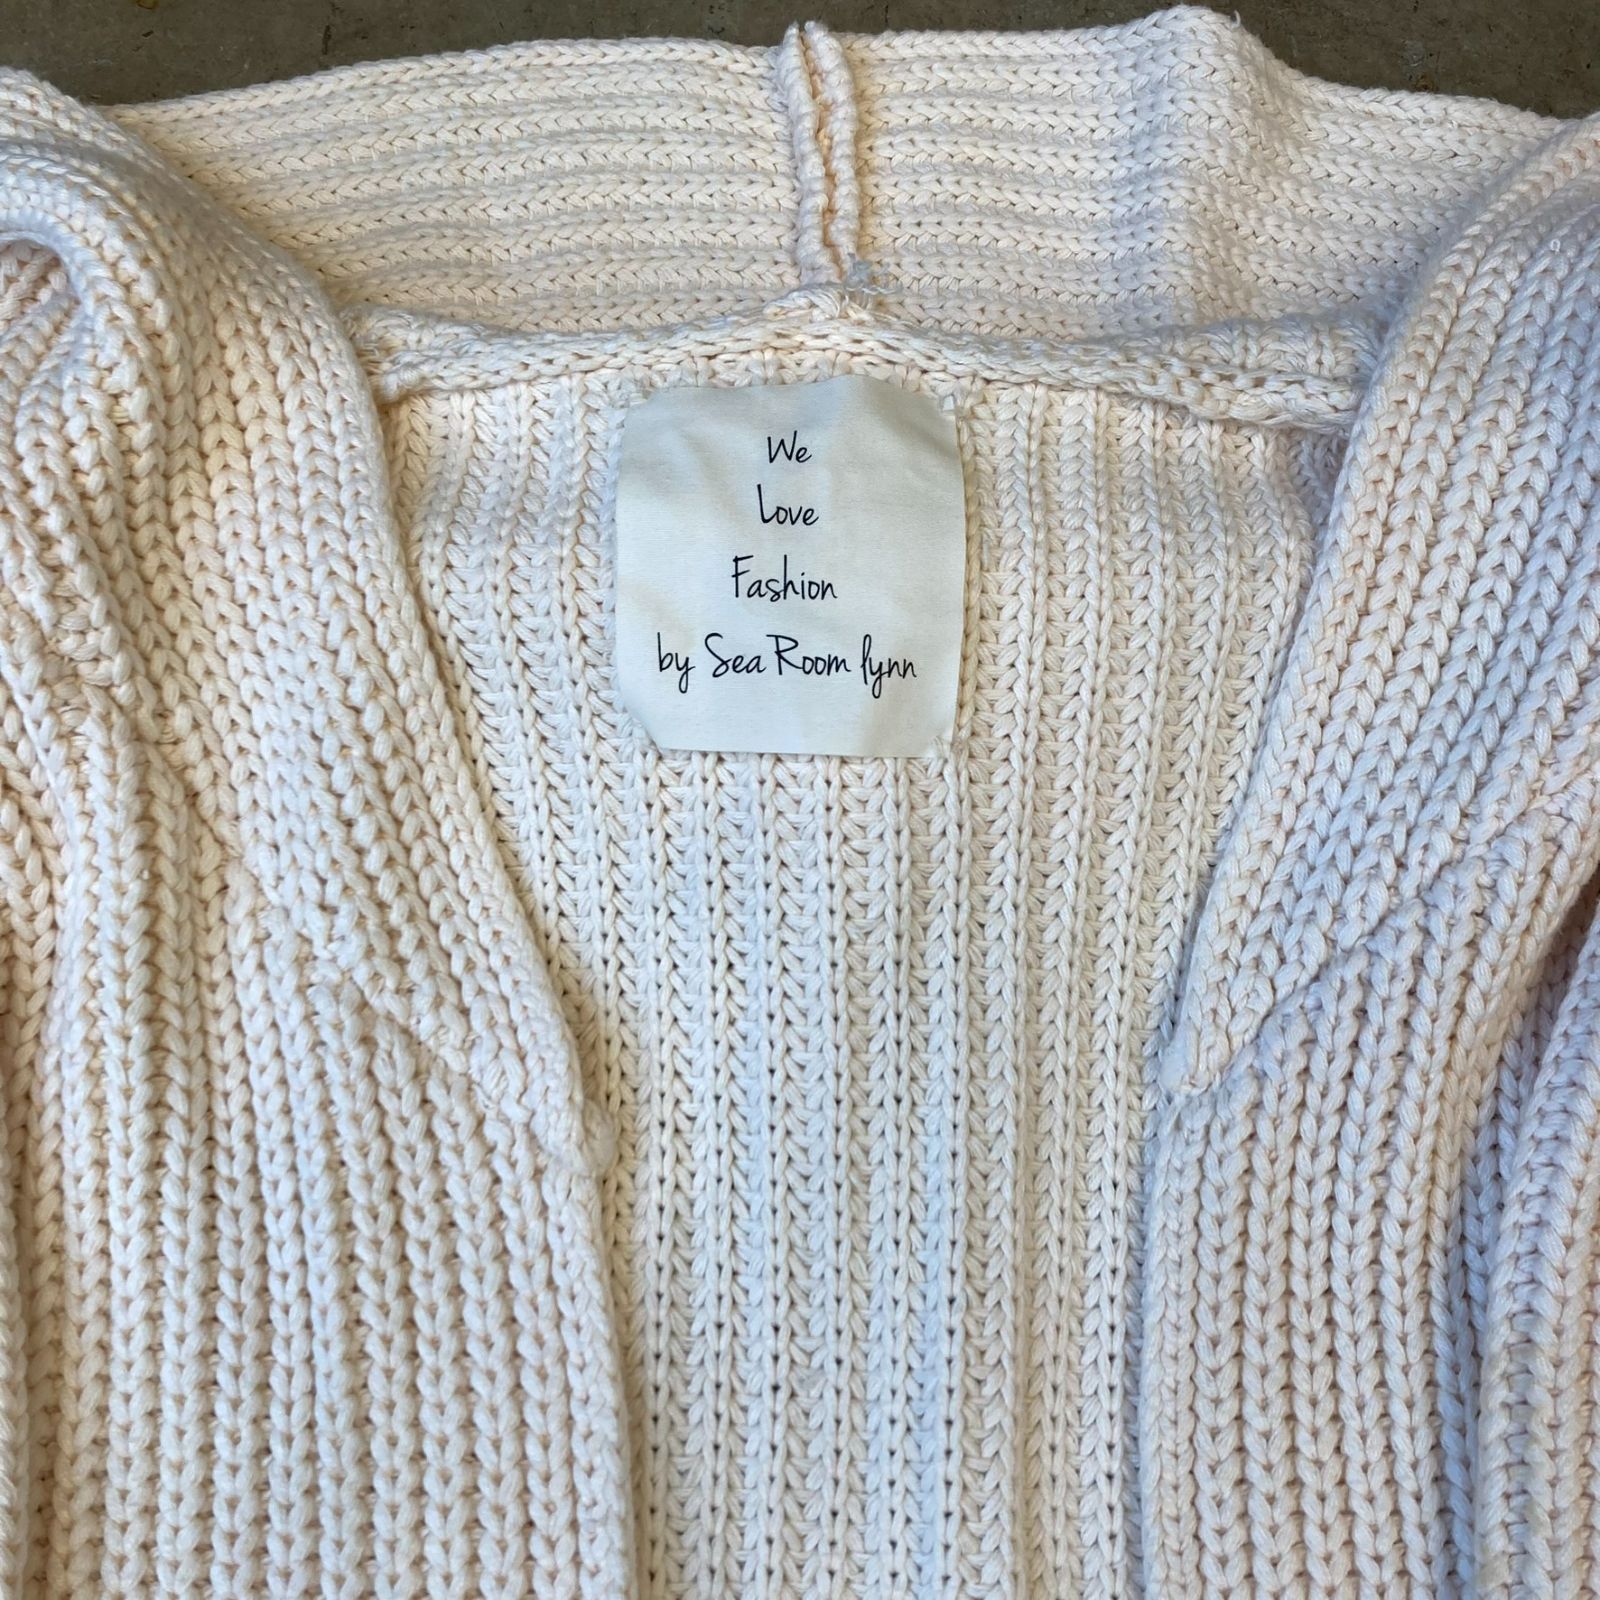 We
Love
Fashion
by Sea Room lynn